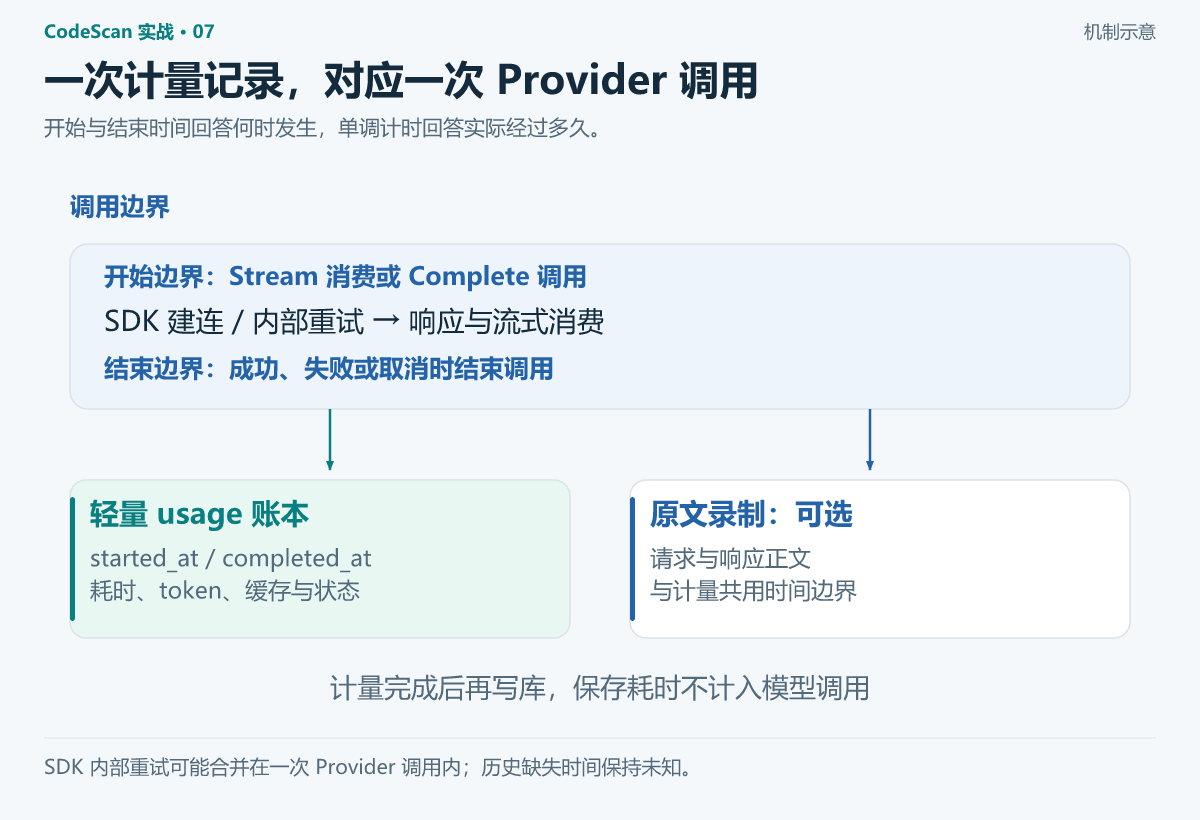 CodeScan 实战 • 07
机制示意
一次计量记录，对应一次 Provider 调用
开始与结束时间回答何时发生，单调计时回答实际经过多久。
调用边界
开始边界：Stream 消费或 Complete 调用
SDK 建连 / 内部重试 → 响应与流式消费
结束边界：成功、失败或取消时结束调用
轻量 usage 账本
started_at / completed_at
耗时、token、缓存与状态
原文录制：可选
请求与响应正文
与计量共用时间边界
计量完成后再写库，保存耗时不计入模型调用
SDK 内部重试可能合并在一次 Provider 调用内；历史缺失时间保持未知。